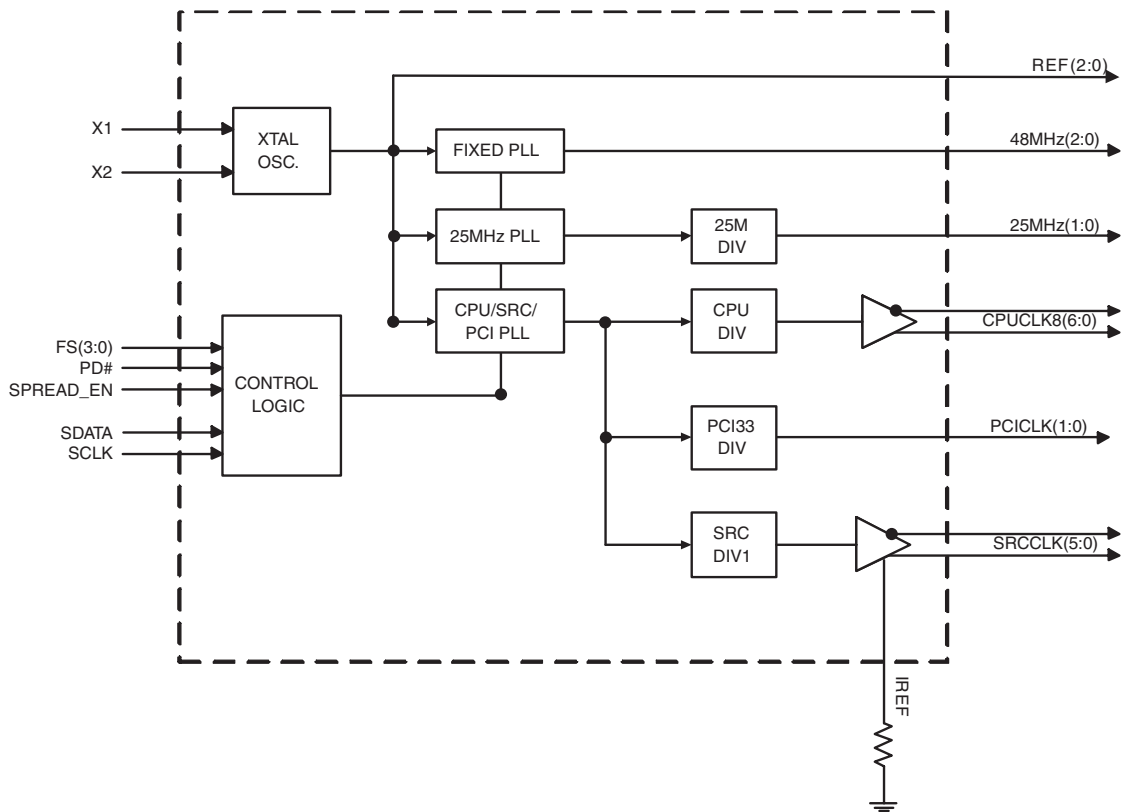 REF(2:0)
X1
XTAL
OSC.
X2
FIXED PLL
48MHz(2:0)
25MHz PLL
25M
DIV
25MHz(1:0)
CPU/SRC/
PCI PLL
CPU
DIV
CPUCLK8(6:0)
FS(3:0)
PD#
SPREAD_EN
SDATA
SCLK
CONTROL
LOGIC
PCI33
DIV
PCICLK(1:0)
SRC
DIV1
SRCCLK(5:0)
IREF